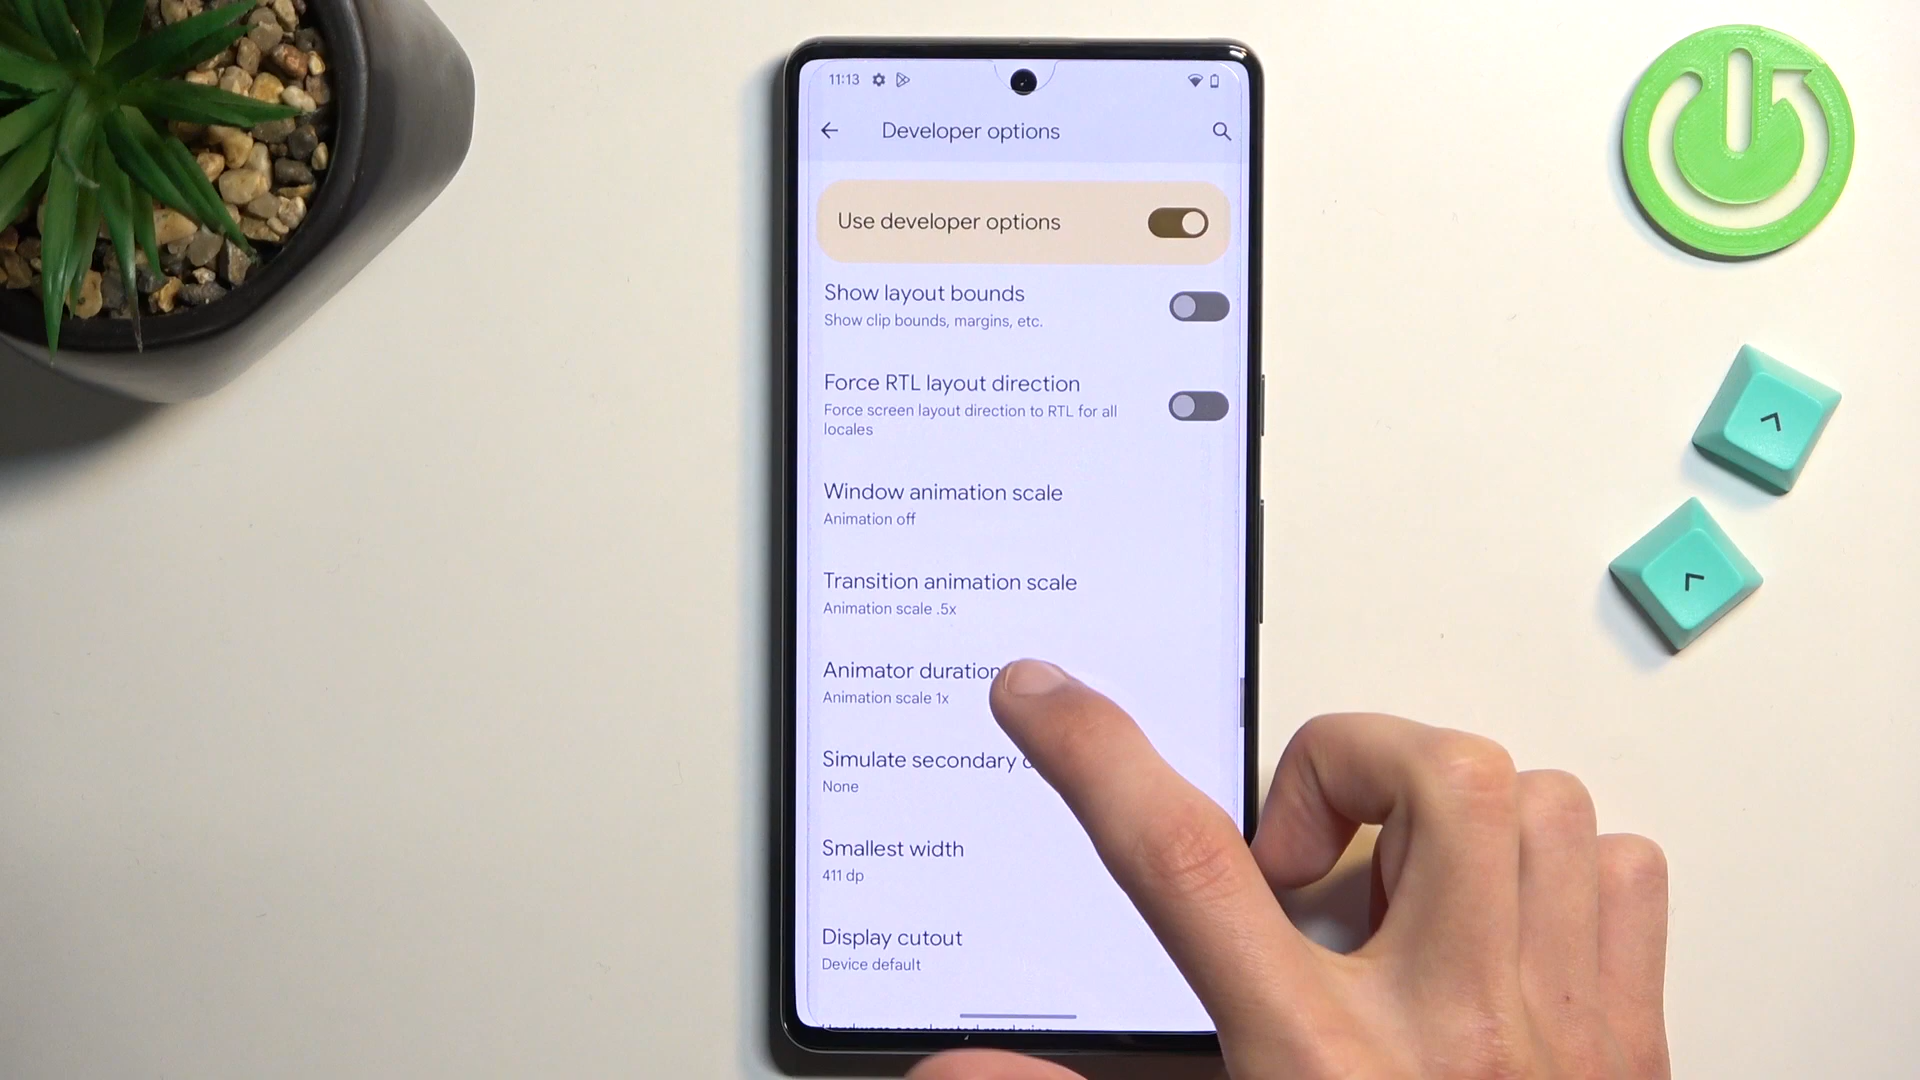 11:13
Developer options
Use developer options
Show layout bounds
Show clip bounds, margins, etc.
Force RTL layout direction
Force screen layout direction to RTL for all
locales
Window animation scale
Animation off
Transition animation scale
Animation scale .5x
Animator duration
Animation scale 1x
Simulate secondary
None
Smallest width
411 dp
Display cutout
Device default